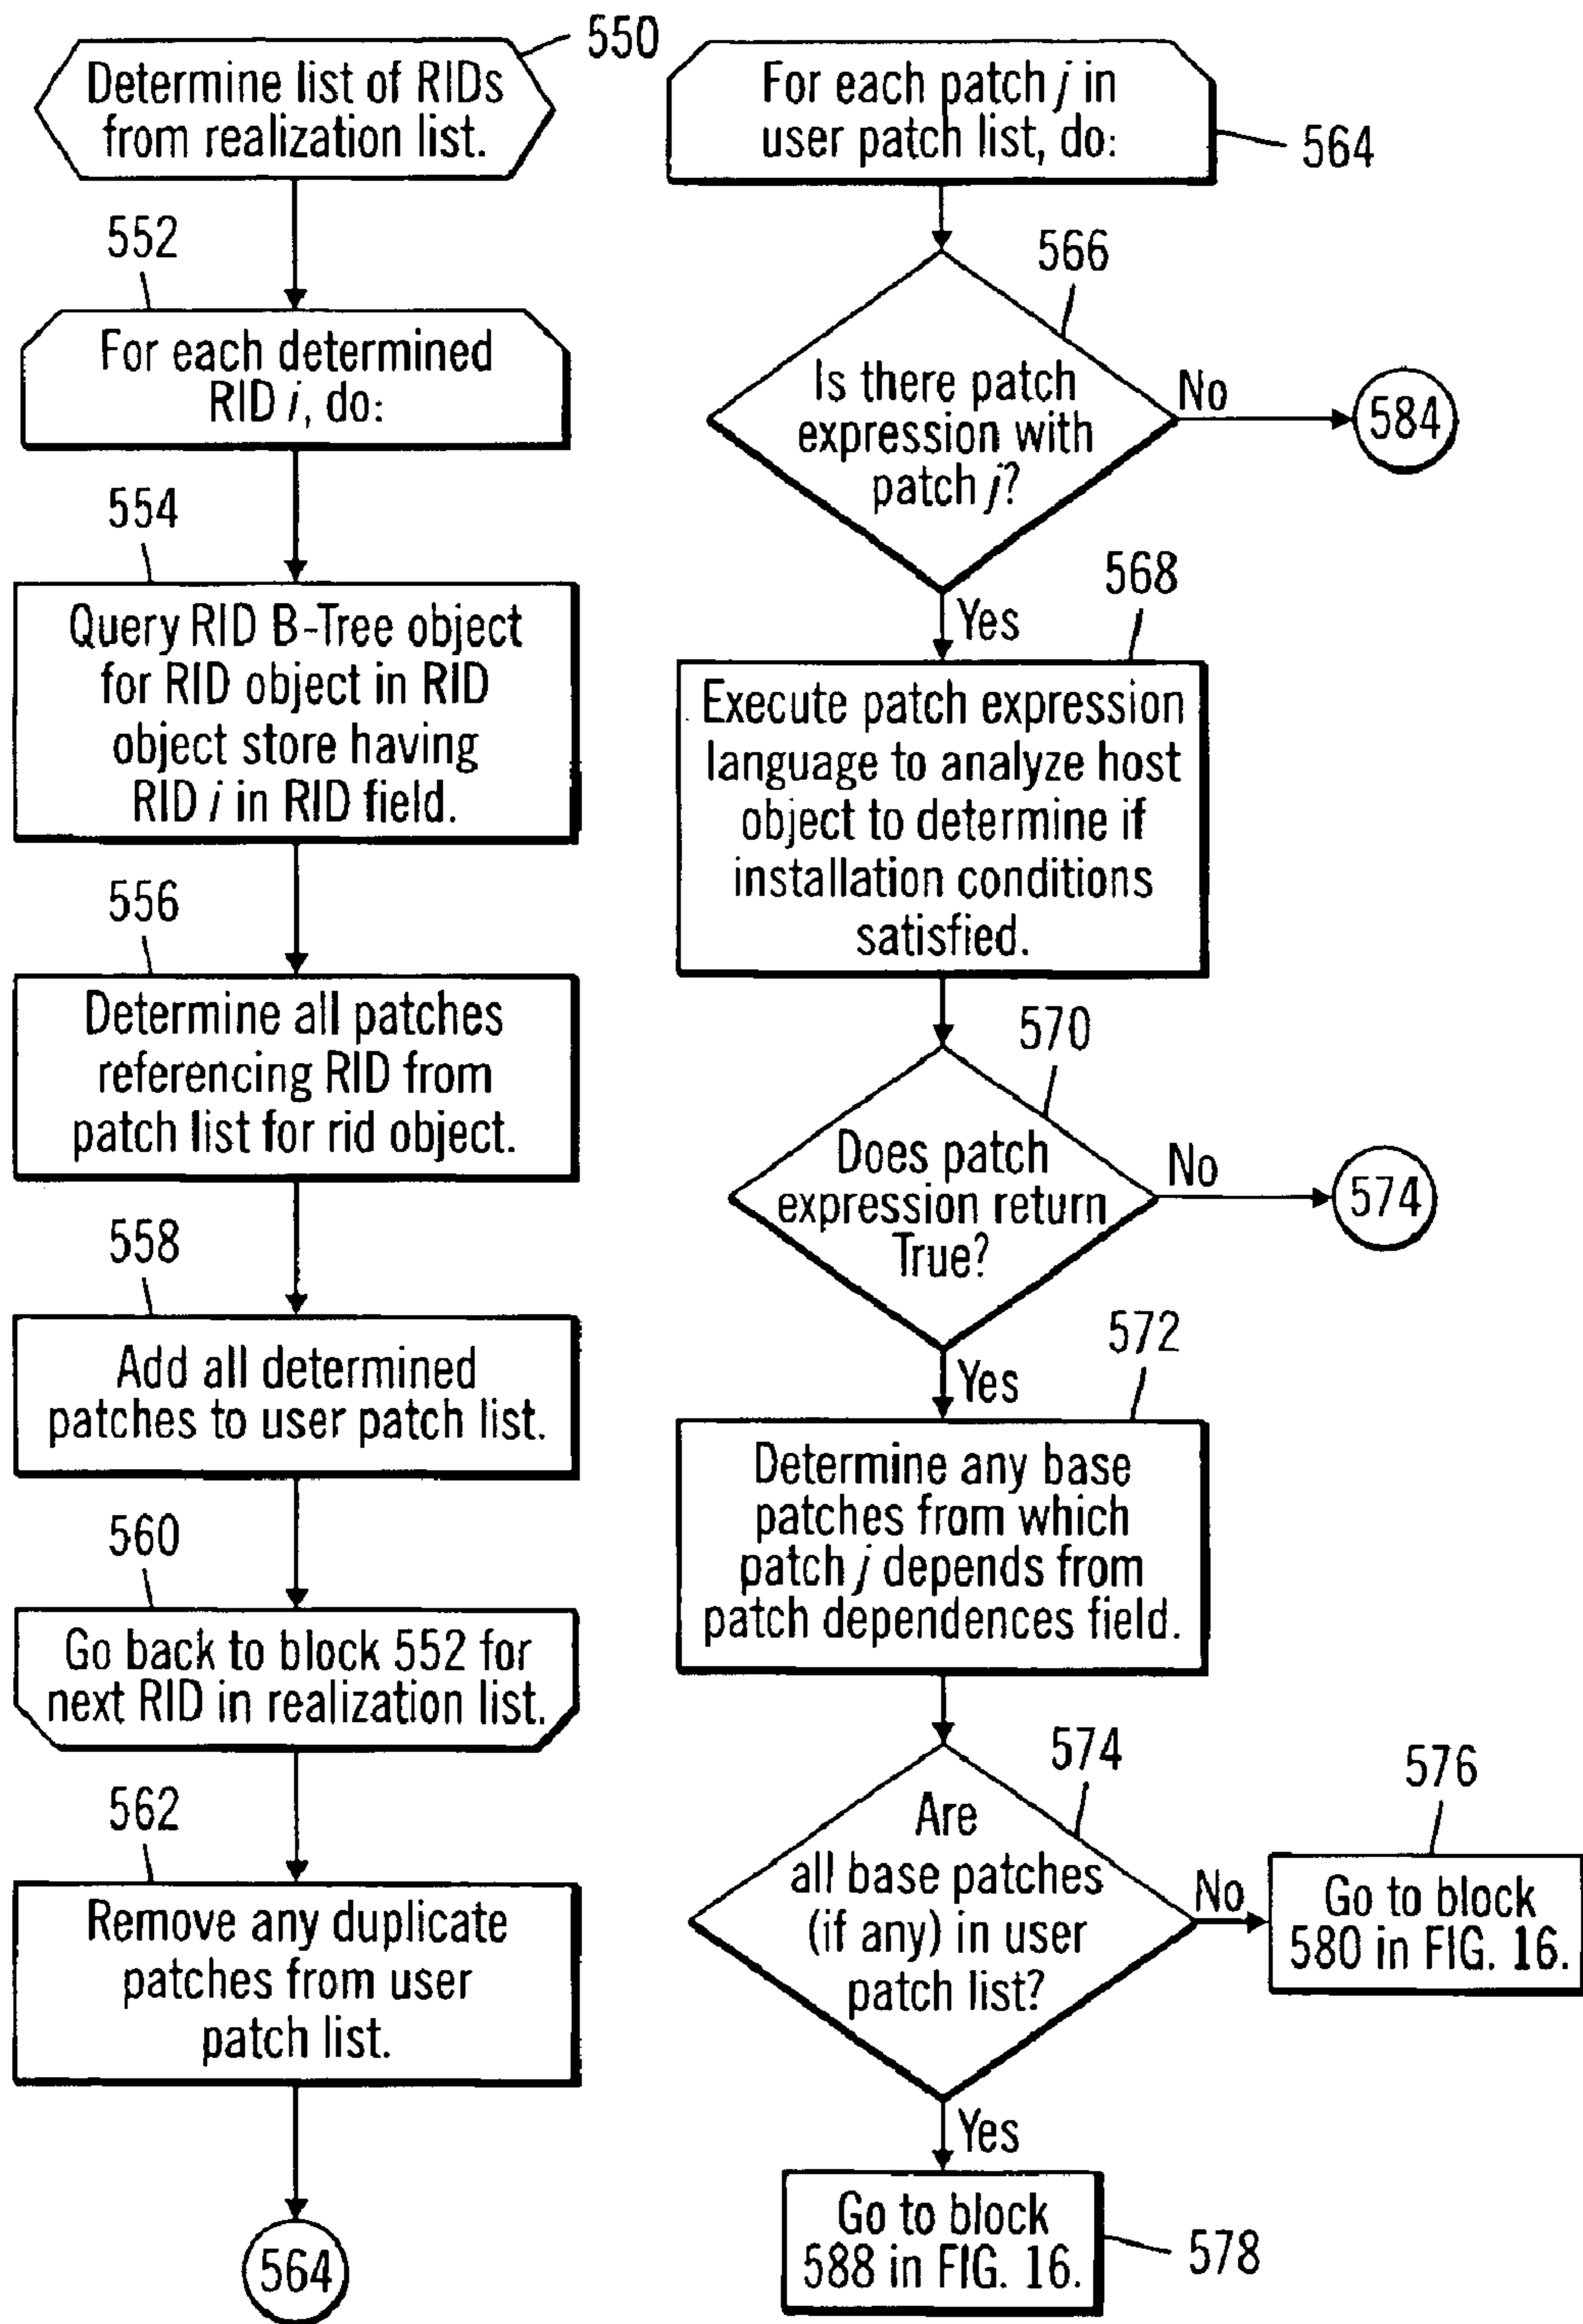 550
Determine list of RIDs
from realization list.
552
For each determined
RID i, do:
554
Query RID B-Tree object
for RID object in RID
object store having
RID i in RID field.
556
Determine all patches
referencing RID from
patch list for rid object.
558
Add all determined
patches to user patch list.
560
Go back to block 552 for
next RID in realization list.
562
Remove any duplicate
patches from user
patch list.
564
For each patch j in
user patch list, do:
564
566
Is there patch
expression with
patch j?
No
584
Yes
568
Execute patch expression
language to analyze host
object to determine if
installation conditions
satisfied.
570
Does patch
expression return
True?
No
574
Yes
572
Determine any base
patches from which
patch j depends from
patch dependences field.
574
Are
all base patches
(if any) in user
patch list?
No
576
Go to block
580 in FIG. 16.
Yes
Go to block
588 in FIG. 16.
578